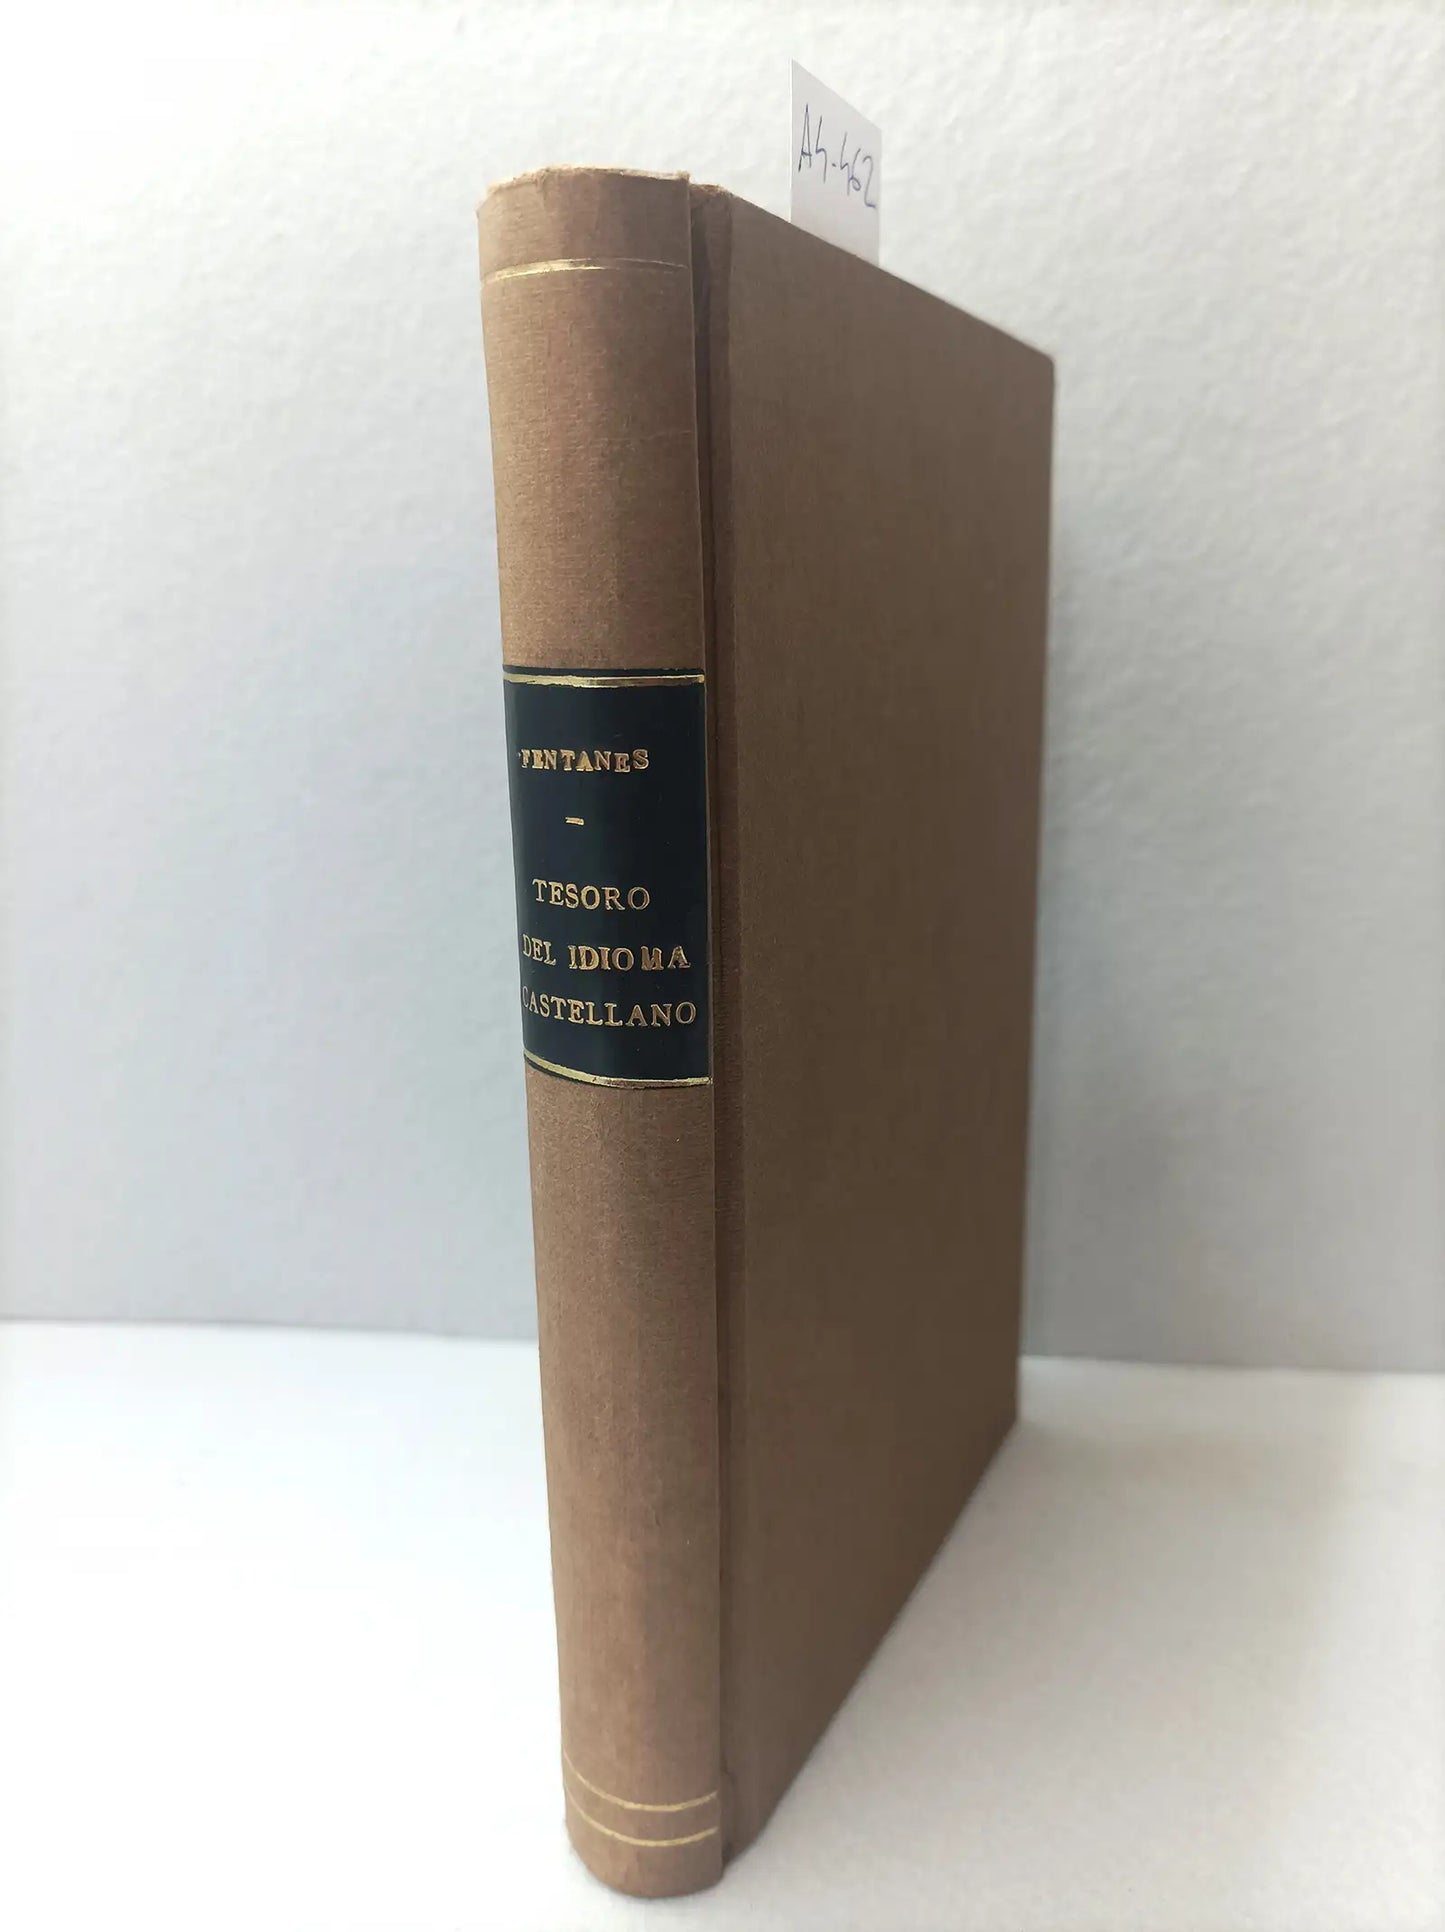 A4-462
FENTANES
–
TESORO
DEL IDIOMA
CASTELLANO